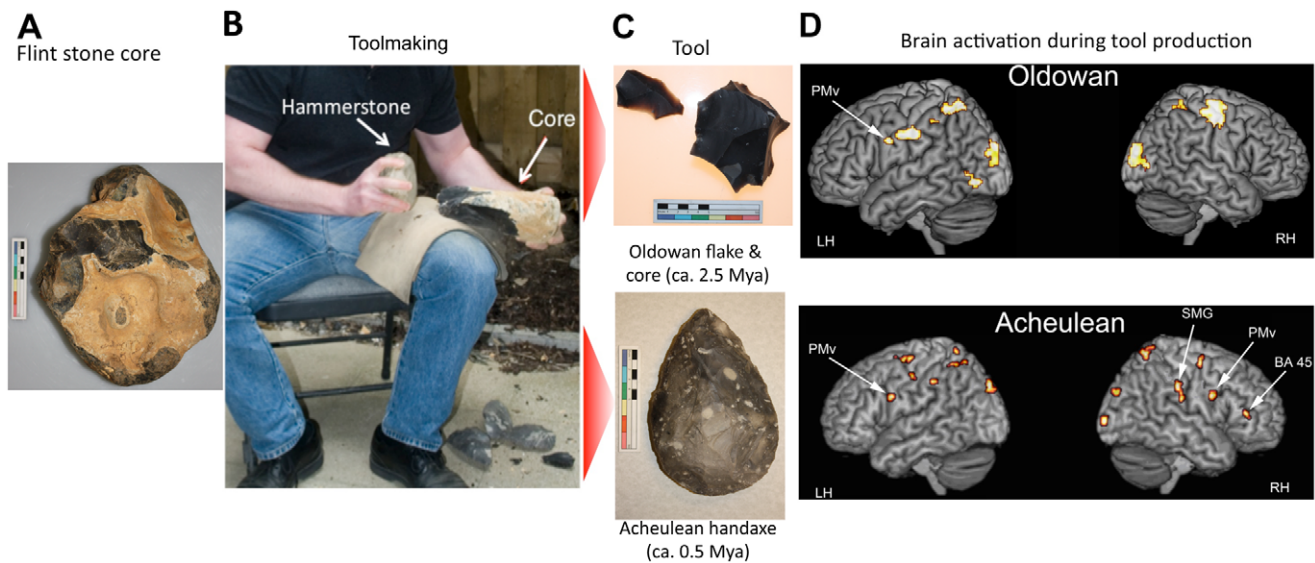 A
Flint stone core
B
Toolmaking
Hammerstone
Core
C
Tool
Oldowan flake &
core (ca. 2.5 Mya)
Acheulean handaxe
(ca. 0.5 Mya)
D
Brain activation during tool production
Oldowan
PMv
LH
RH
Acheulean
PMv
SMG
PMv
BA 45
LH
RH